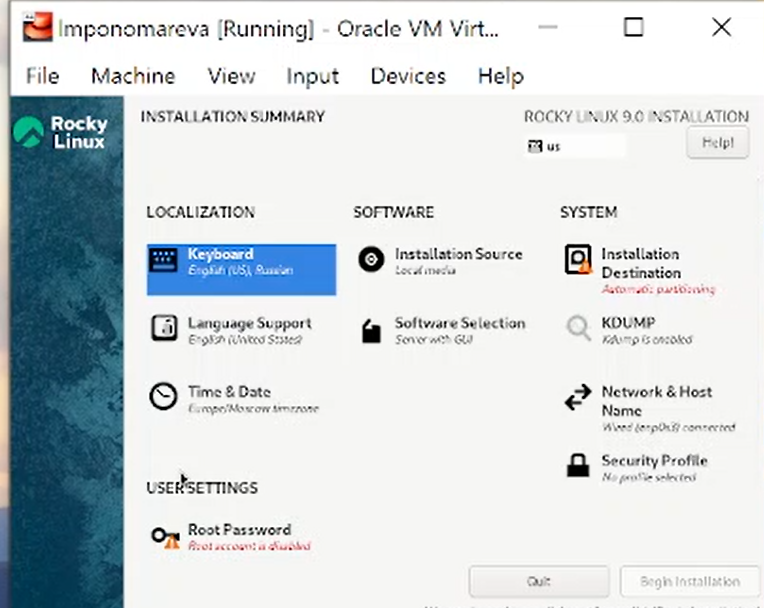 Imponomareva [Running] - Oracle VM Virt...
File Machine View Input Devices Help
Rocky Linux
INSTALLATION SUMMARY
ROCKY LINUX 9.0 INSTALLATION
us
Help!
LOCALIZATION
SOFTWARE
SYSTEM
Keyboard
English (US), Russian
Installation Source
Local media
Installation
Destination
Automatic partitioning
Language Support
English (United States)
Software Selection
Server with GUI
KDUMP
Kdump is enabled
Time & Date
Europe/Moscow timezone
Network & Host
Name
Wired (enp0s3) connected
Security Profile
No profile selected
USER SETTINGS
Root Password
Root account is disabled
Quit
Begin Installation